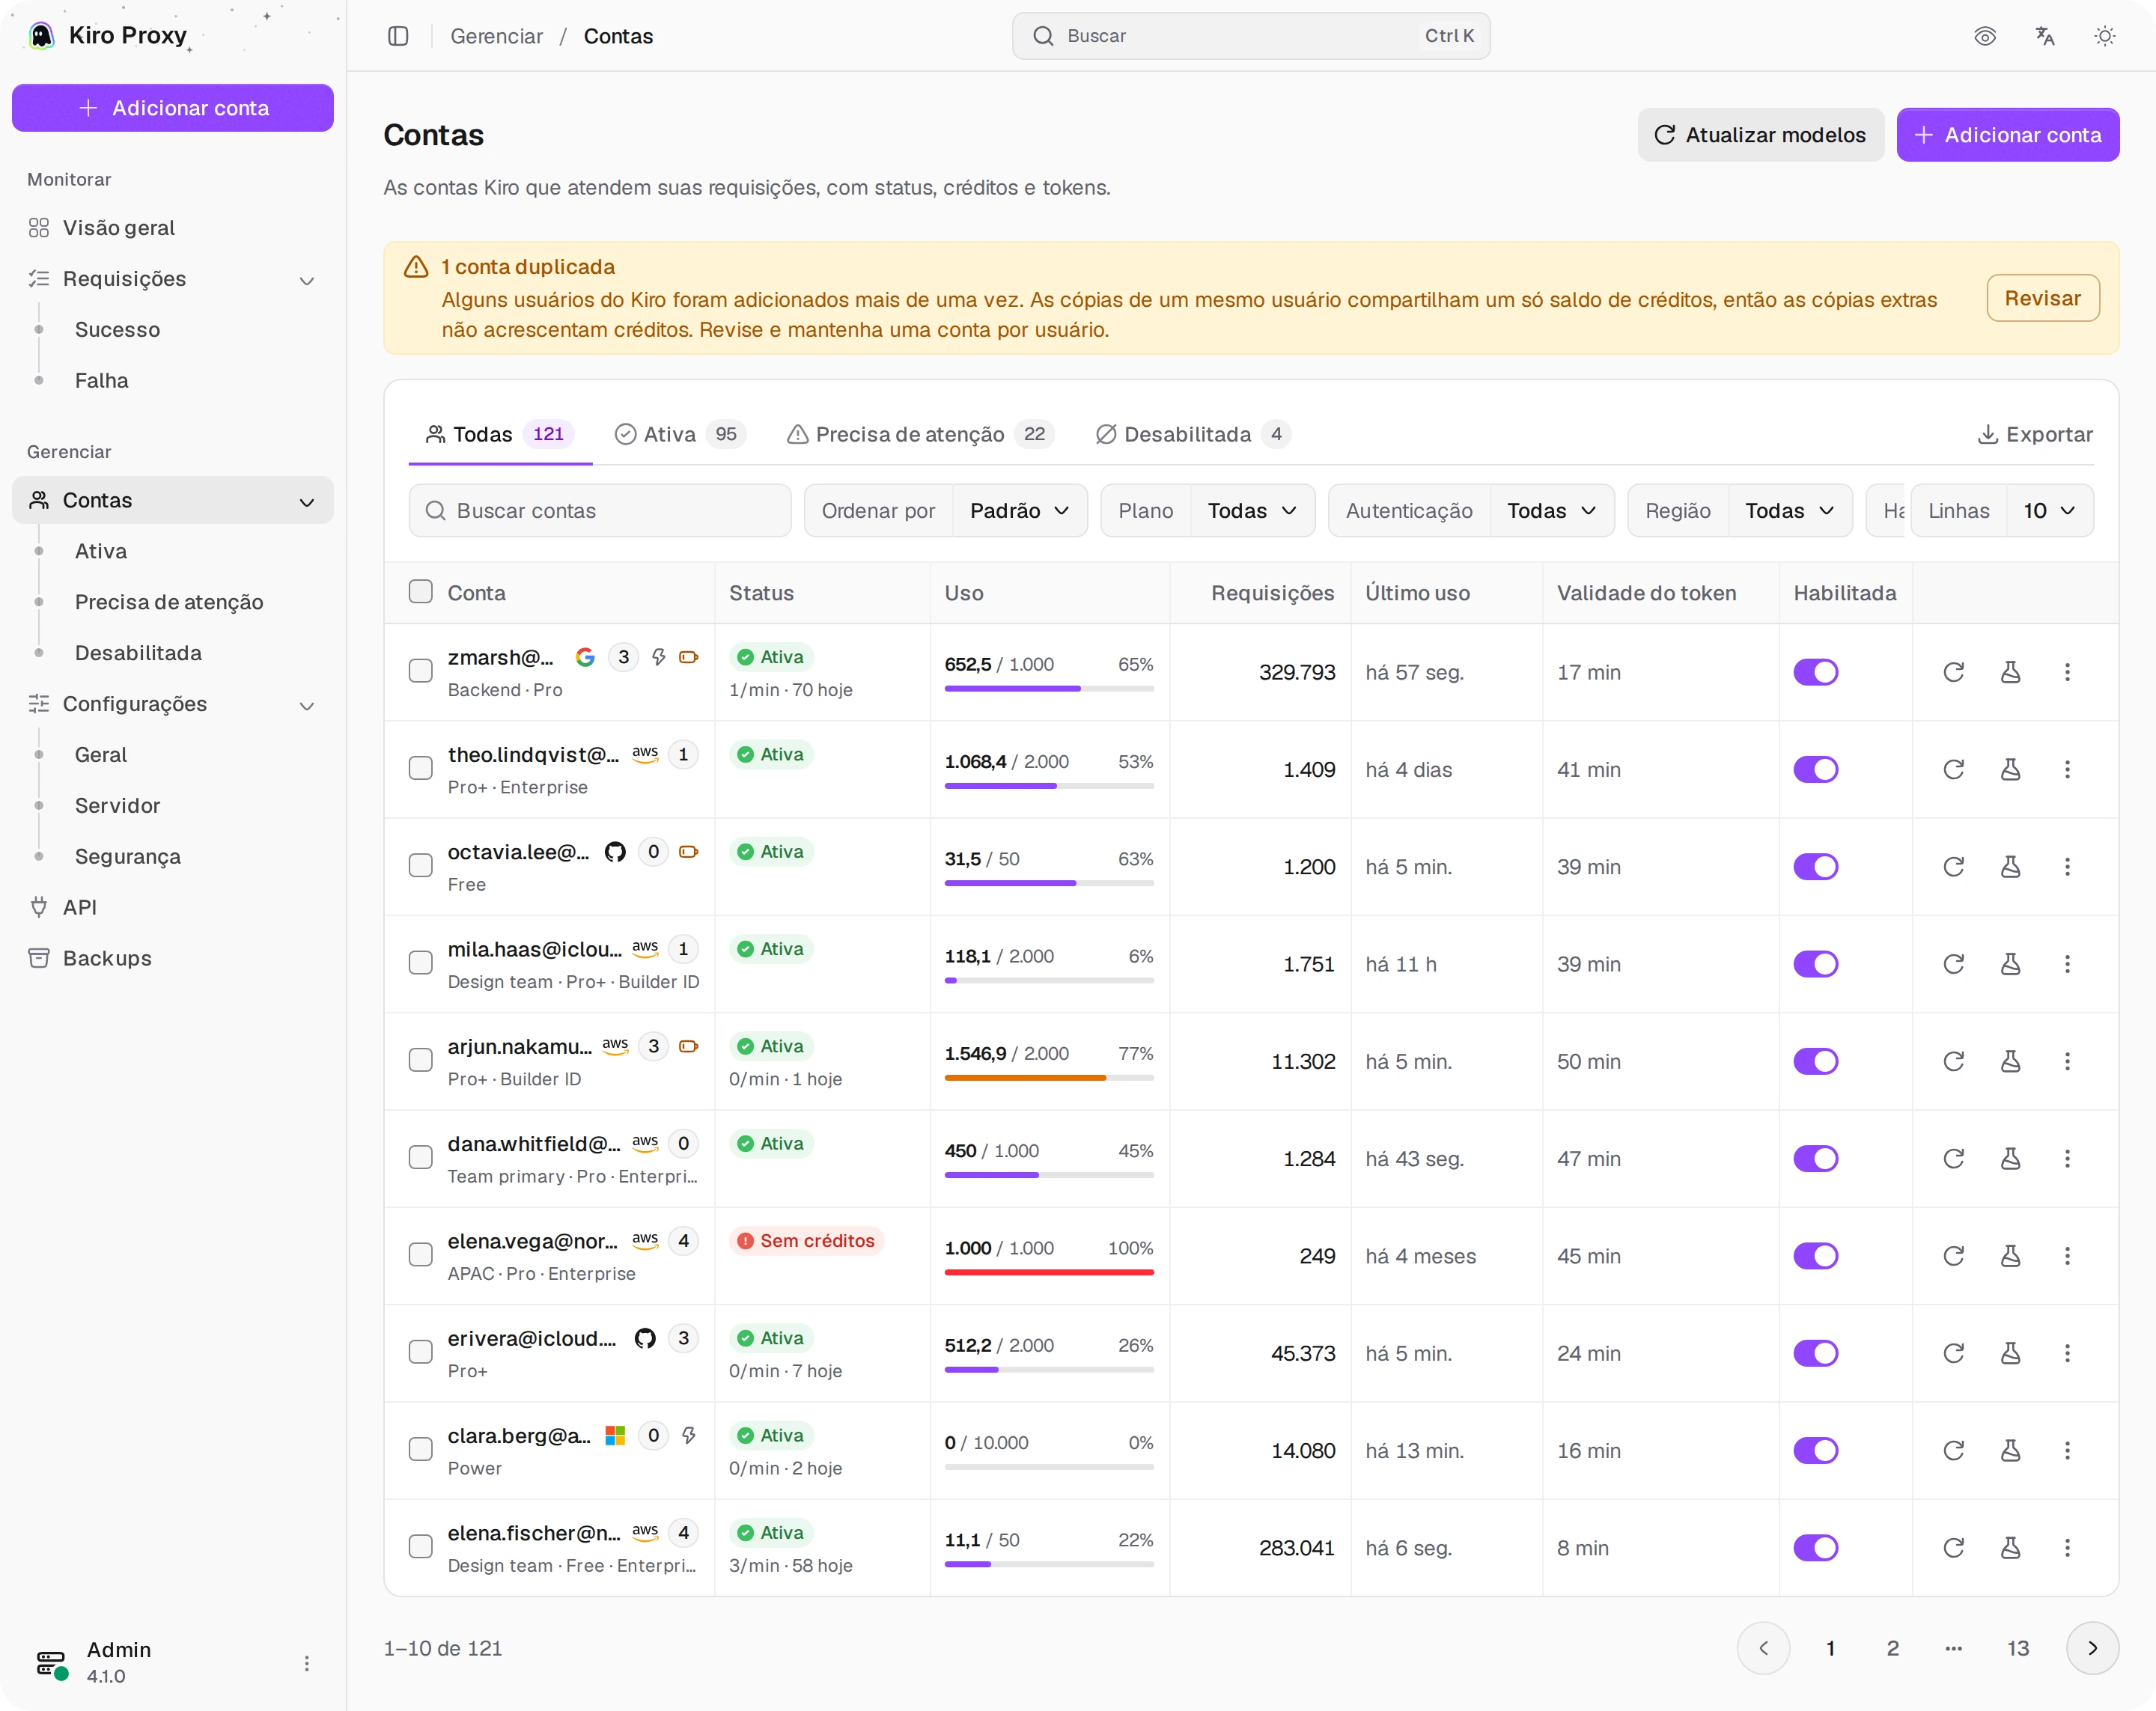 Kiro Proxy
Adicionar conta
Monitorar
Visão geral
Requisições
Sucesso
Falha
Gerenciar
Contas
Ativa
Precisa de atenção
Desabilitada
Configurações
Geral
Servidor
Segurança
API
Backups
Admin
4.1.0
Gerenciar / Contas
Buscar Ctrl K
Contas
As contas Kiro que atendem suas requisições, com status, créditos e tokens.
Atualizar modelos
Adicionar conta
1 conta duplicada
Alguns usuários do Kiro foram adicionados mais de uma vez. As cópias de um mesmo usuário compartilham um só saldo de créditos, então as cópias extras
não acrescentam créditos. Revise e mantenha uma conta por usuário.
Revisar
Todas 121 Ativa 95 Precisa de atenção 22 Desabilitada 4 Exportar
Buscar contas Ordenar por Padrão Plano Todas Autenticação Todas Região Todas Ha Linhas 10
Conta Status Uso Requisições Último uso Validade do token Habilitada
zmarsh@... 3 Ativa 652,5 / 1.000 65% 329.793 há 57 seg. 17 min
Backend · Pro 1/min · 70 hoje
theo.lindqvist@... aws 1 Ativa 1.068,4 / 2.000 53% 1.409 há 4 dias 41 min
Pro+ · Enterprise
octavia.lee@... 0 Ativa 31,5 / 50 63% 1.200 há 5 min. 39 min
Free
mila.haas@iclou... aws 1 Ativa 118,1 / 2.000 6% 1.751 há 11 h 39 min
Design team · Pro+ · Builder ID
arjun.nakamu... aws 3 Ativa 1.546,9 / 2.000 77% 11.302 há 5 min. 50 min
Pro+ · Builder ID 0/min · 1 hoje
dana.whitfield@... aws 0 Ativa 450 / 1.000 45% 1.284 há 43 seg. 47 min
Team primary · Pro · Enterpri...
elena.vega@nor... aws 4 Sem créditos 1.000 / 1.000 100% 249 há 4 meses 45 min
APAC · Pro · Enterprise
erivera@icloud.... 3 Ativa 512,2 / 2.000 26% 45.373 há 5 min. 24 min
Pro+ 0/min · 7 hoje
clara.berg@a... 0 Ativa 0 / 10.000 0% 14.080 há 13 min. 16 min
Power 0/min · 2 hoje
elena.fischer@n... aws 4 Ativa 11,1 / 50 22% 283.041 há 6 seg. 8 min
Design team · Free · Enterpri... 3/min · 58 hoje
1–10 de 121
1 2 ... 13